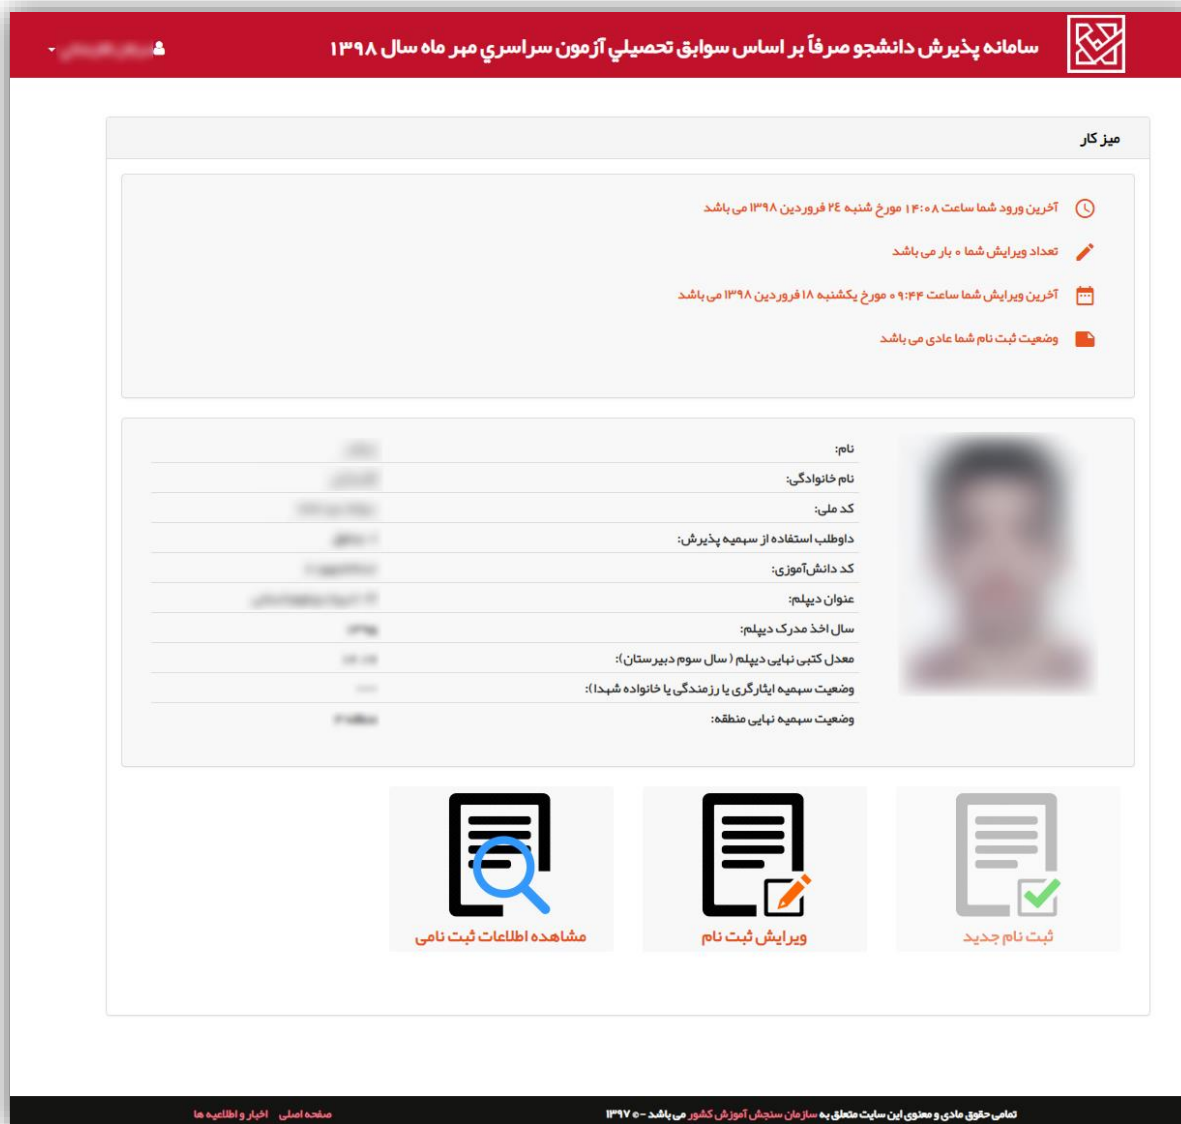 سامانه پذیرش دانشجو صرفاً بر اساس سوابق تحصیلي آزمون سراسري مهر ماه سال ۱۳۹۸
میز کار
آخرین ورود شما ساعت ۱۴:۰۸ مورخ شنبه ۲٤ فروردین ۱۳۹۸ می باشد
تعداد ویرایش شما ۰ بار می باشد
آخرین ویرایش شما ساعت ۰۹:۴۴ مورخ یکشنبه ۱۸ فروردین ۱۳۹۸ می باشد
وضعیت ثبت نام شما عادی می باشد
نام:
نام خانوادگی:
کد ملی:
داوطلب استفاده از سهمیه پذیرش:
کد دانش‌آموزی:
عنوان دیپلم:
سال اخذ مدرک دیپلم:
معدل کتبی نهایی دیپلم ( سال سوم دبیرستان):
وضعیت سهمیه ایثارگری یا رزمندگی یا خانواده شهدا):
وضعیت سهمیه نهایی منطقه:
ثبت نام جدید
ویرایش ثبت نام
مشاهده اطلاعات ثبت نامی
تمامی حقوق مادی و معنوی این سایت متعلق به سازمان سنجش آموزش کشور می باشد -© ۱۳۹۷
صفحه اصلی اخبار و اطلاعیه ها